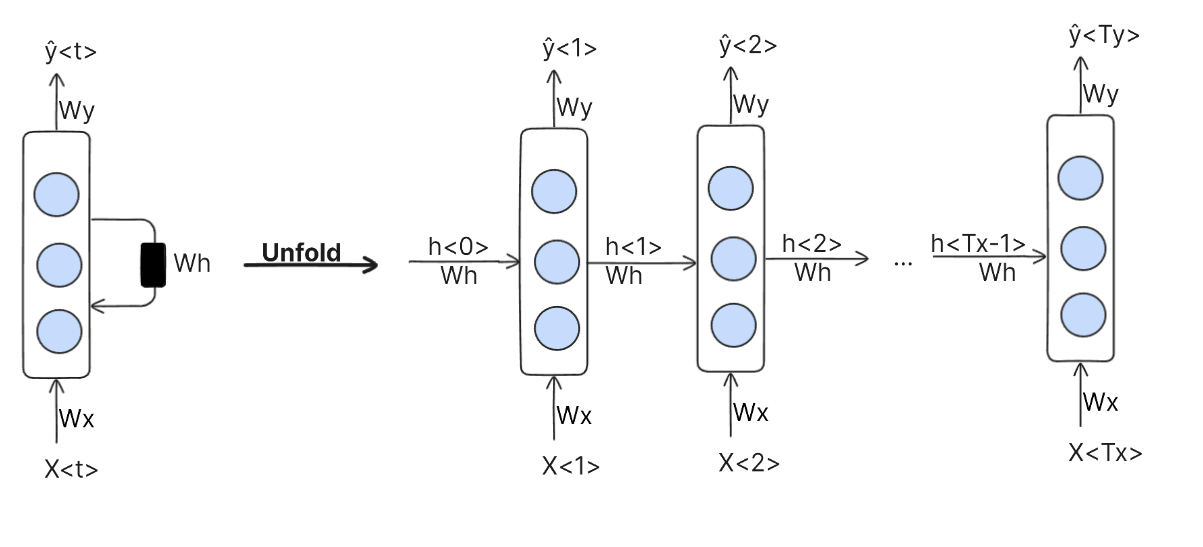 ŷ<t>
Wy
Wh
Wx
X<t>
Unfold
h<0>
Wh
ŷ<1>
Wy
h<1>
Wh
Wx
X<1>
ŷ<2>
Wy
h<2>
Wh
Wx
X<2>
...
h<Tx-1>
Wh
ŷ<Ty>
Wy
Wx
X<Tx>